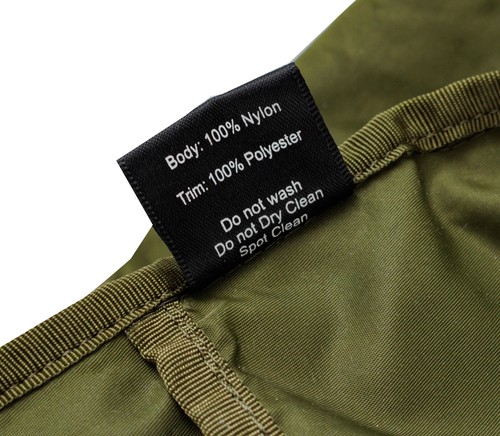 Body: 100% Nylon
Trim: 100% Polyester
Do not wash
Do not Dry Clean
Spot Clean